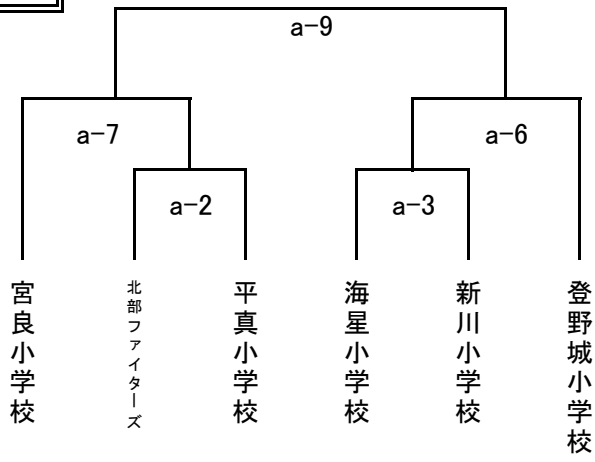 a-9
a-7
a-6
a-2
a-3
宮良小学校
北部ファイターズ
平真小学校
海星小学校
新川小学校
登野城小学校